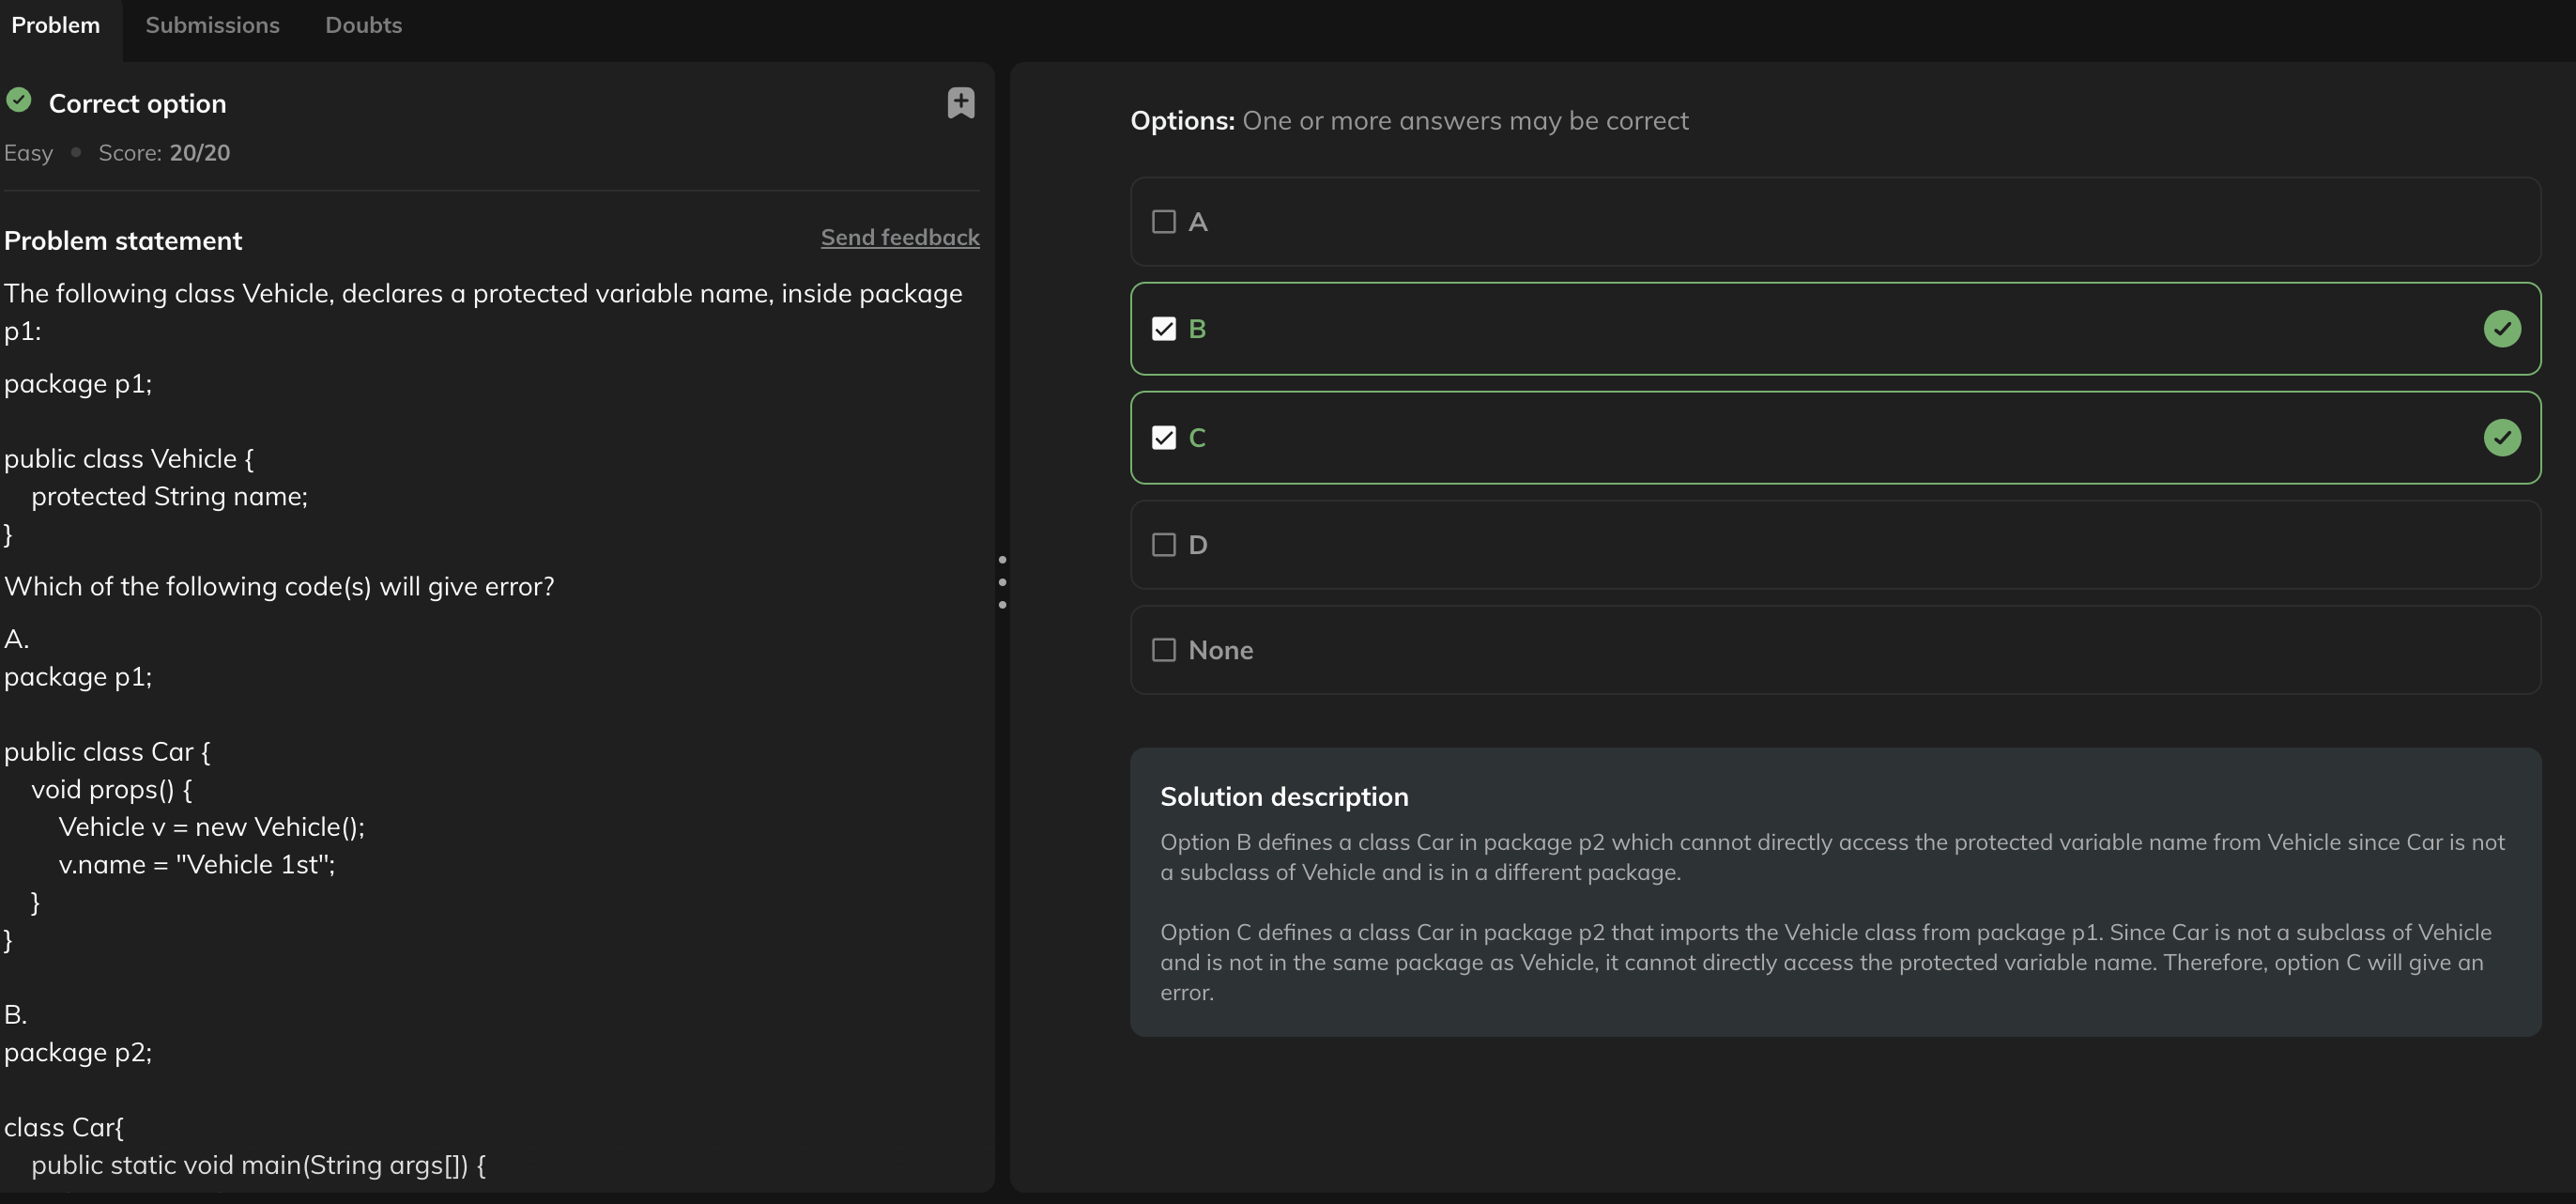 Problem Submissions Doubts
Correct option
Easy • Score: 20/20
Problem statement Send feedback
The following class Vehicle, declares a protected variable name, inside package
p1:
package p1;
public class Vehicle {
protected String name;
}
Which of the following code(s) will give error?
A.
package p1;
public class Car {
void props() {
Vehicle v = new Vehicle();
v.name = "Vehicle 1st";
}
}
B.
package p2;
class Car{
public static void main(String args[]) {
Options: One or more answers may be correct
A
B
C
D
None
Solution description
Option B defines a class Car in package p2 which cannot directly access the protected variable name from Vehicle since Car is not
a subclass of Vehicle and is in a different package.
Option C defines a class Car in package p2 that imports the Vehicle class from package p1. Since Car is not a subclass of Vehicle
and is not in the same package as Vehicle, it cannot directly access the protected variable name. Therefore, option C will give an
error.